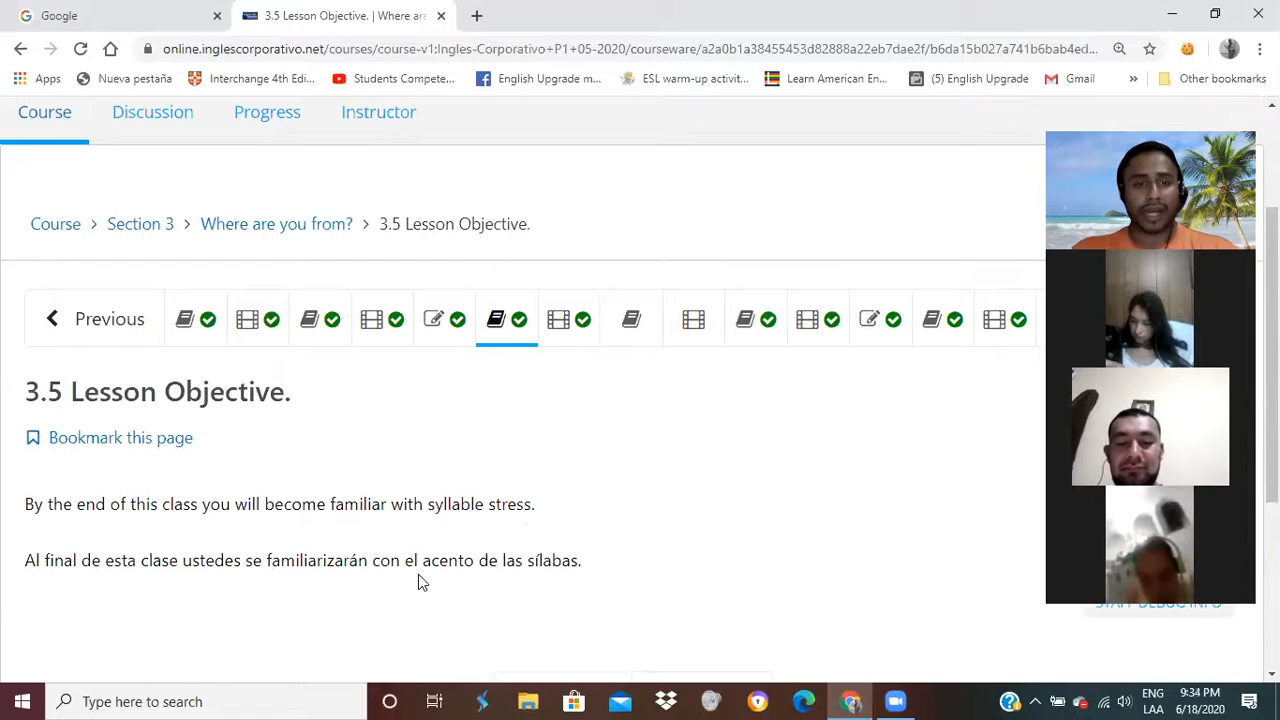 Google
3.5 Lesson Objective. | Where are
online.inglescorporativo.net/courses/course-v1:Ingles-Corporativo+P1+05-2020/courseware/a2a0b1a38455453d82888a22eb7dae2f/b6da15b027a741b6bab4ed...
Apps
Nueva pestaña
Interchange 4th Edi...
Students Compete...
English Upgrade m...
ESL warm-up activit...
Learn American En...
(5) English Upgrade
Gmail
»
Other bookmarks
Course
Discussion
Progress
Instructor
Course > Section 3 > Where are you from? > 3.5 Lesson Objective.
Previous
3.5 Lesson Objective.
Bookmark this page
By the end of this class you will become familiar with syllable stress.
Al final de esta clase ustedes se familiarizarán con el acento de las sílabas.
STAFF DEBUG INFO
Type here to search
ENG
LAA
9:34 PM
6/18/2020